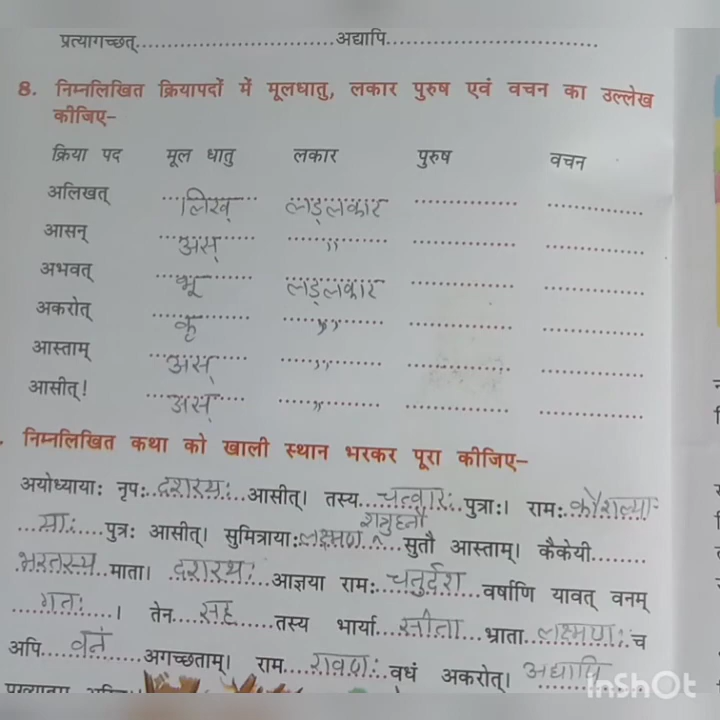 प्रत्यागच्छत्..............................अद्यापि..............................
8. निम्नलिखित क्रियापदों में मूलधातु, लकार पुरुष एवं वचन का उल्लेख
कीजिए-
क्रिया पद मूल धातु लकार पुरुष वचन
अलिखत् लिख् लङ्लकार .................. ..................
आसन् अस् ,, .................. ..................
अभवत् भू लङ्लकार .................. ..................
अकरोत् कृ ,, .................. ..................
आस्ताम् अस् ,, .................. ..................
आसीत्! अस् ,, .................. ..................
निम्नलिखित कथा को खाली स्थान भरकर पूरा कीजिए-
अयोध्यायाः नृपः दशरथः आसीत्। तस्य चत्वारः पुत्राः। रामः कौशल्या
याः पुत्रः आसीत्। सुमित्रायाः लक्ष्मण शत्रुघ्नौ सुतौ आस्ताम्। कैकेयी........
भरतस्य माता। दशरथः आज्ञया रामः चतुर्दश वर्षाणि यावत् वनम्
गतः । तेन सह तस्य भार्या सीता भ्राता लक्ष्मणः च
अपि वनं अगच्छताम्। राम रावणः वधं अकरोत्। अद्यापि
InShOt